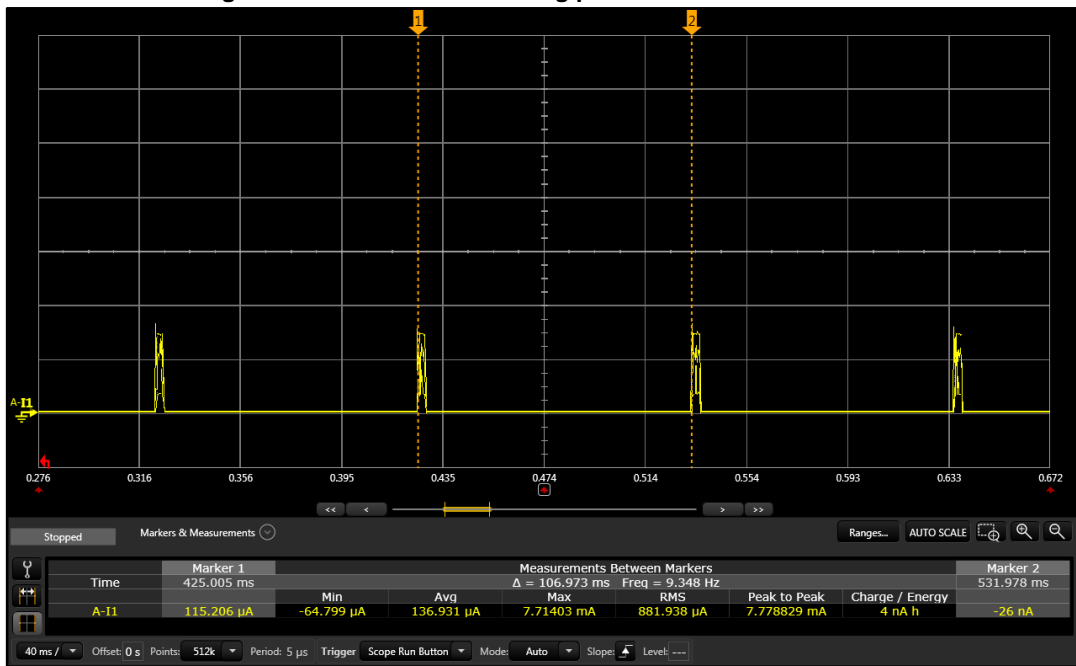 1 2
A-I1
0.276 0.316 0.356 0.395 0.435 0.474 0.514 0.554 0.593 0.633 0.672
<< < > >>
Stopped Markers & Measurements Ranges... AUTO SCALE
Marker 1 Measurements Between Markers Marker 2
Time 425.005 ms Δ = 106.973 ms Freq = 9.348 Hz 531.978 ms
Min Avg Max RMS Peak to Peak Charge / Energy
A-I1 115.206 µA -64.799 µA 136.931 µA 7.71403 mA 881.938 µA 7.778829 mA 4 nA h -26 nA
40 ms / Offset: 0 s Points: 512k Period: 5 µs Trigger Scope Run Button Mode: Auto Slope: Level: ---